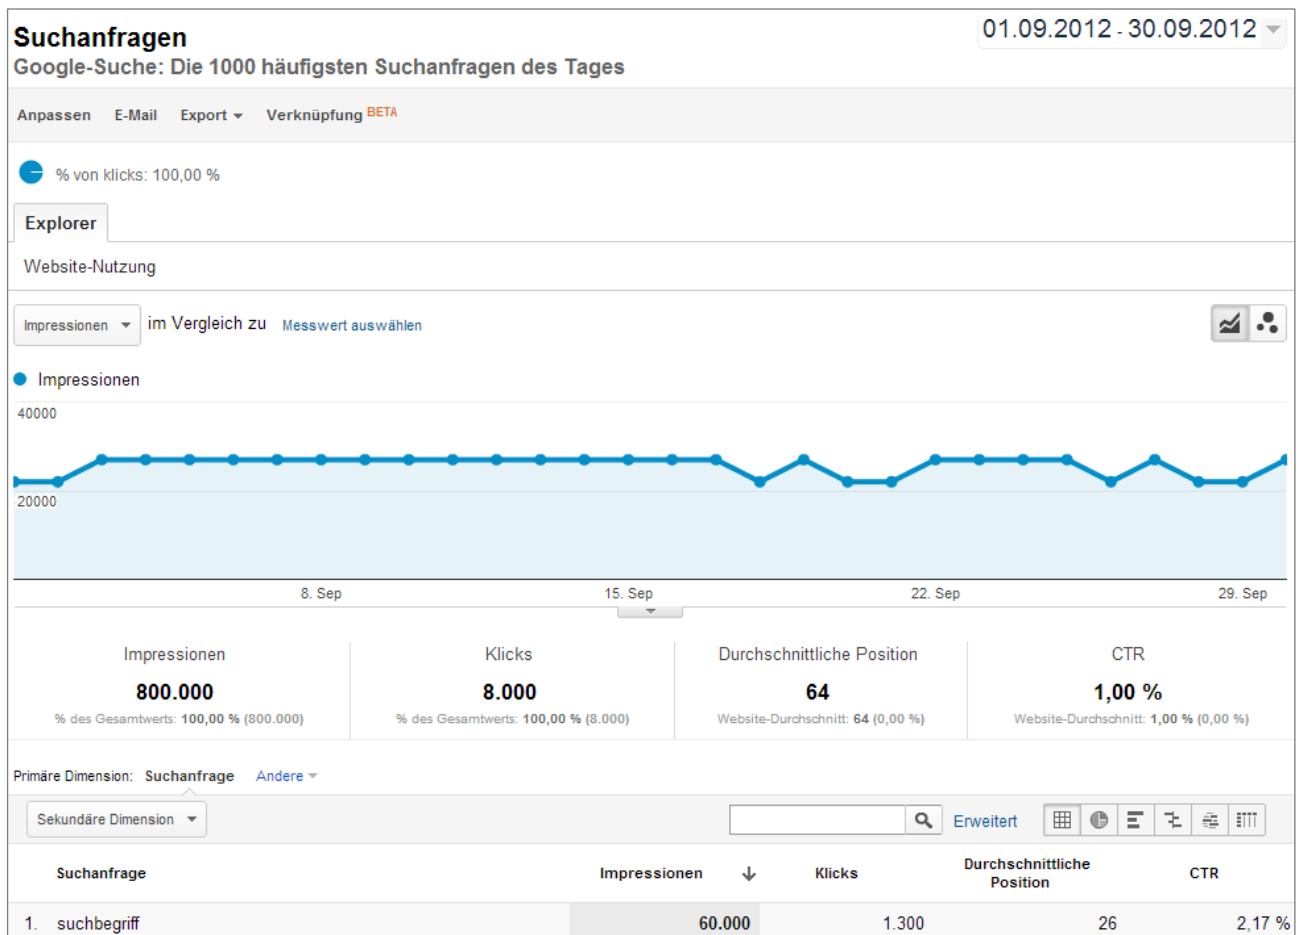 Suchanfragen
01.09.2012 - 30.09.2012
Google-Suche: Die 1000 häufigsten Suchanfragen des Tages
Anpassen E-Mail Export Verknüpfung BETA
% von klicks: 100,00 %
Explorer
Website-Nutzung
Impressionen im Vergleich zu Messwert auswählen
Impressionen
40000
20000
8. Sep 15. Sep 22. Sep 29. Sep
Impressionen Klicks Durchschnittliche Position CTR
800.000 8.000 64 1,00 %
% des Gesamtwerts: 100,00 % (800.000) % des Gesamtwerts: 100,00 % (8.000) Website-Durchschnitt: 64 (0,00 %) Website-Durchschnitt: 1,00 % (0,00 %)
Primäre Dimension: Suchanfrage Andere
Sekundäre Dimension Erweitert
Suchanfrage Impressionen Klicks Durchschnittliche Position CTR
1. suchbegriff 60.000 1.300 26 2,17 %